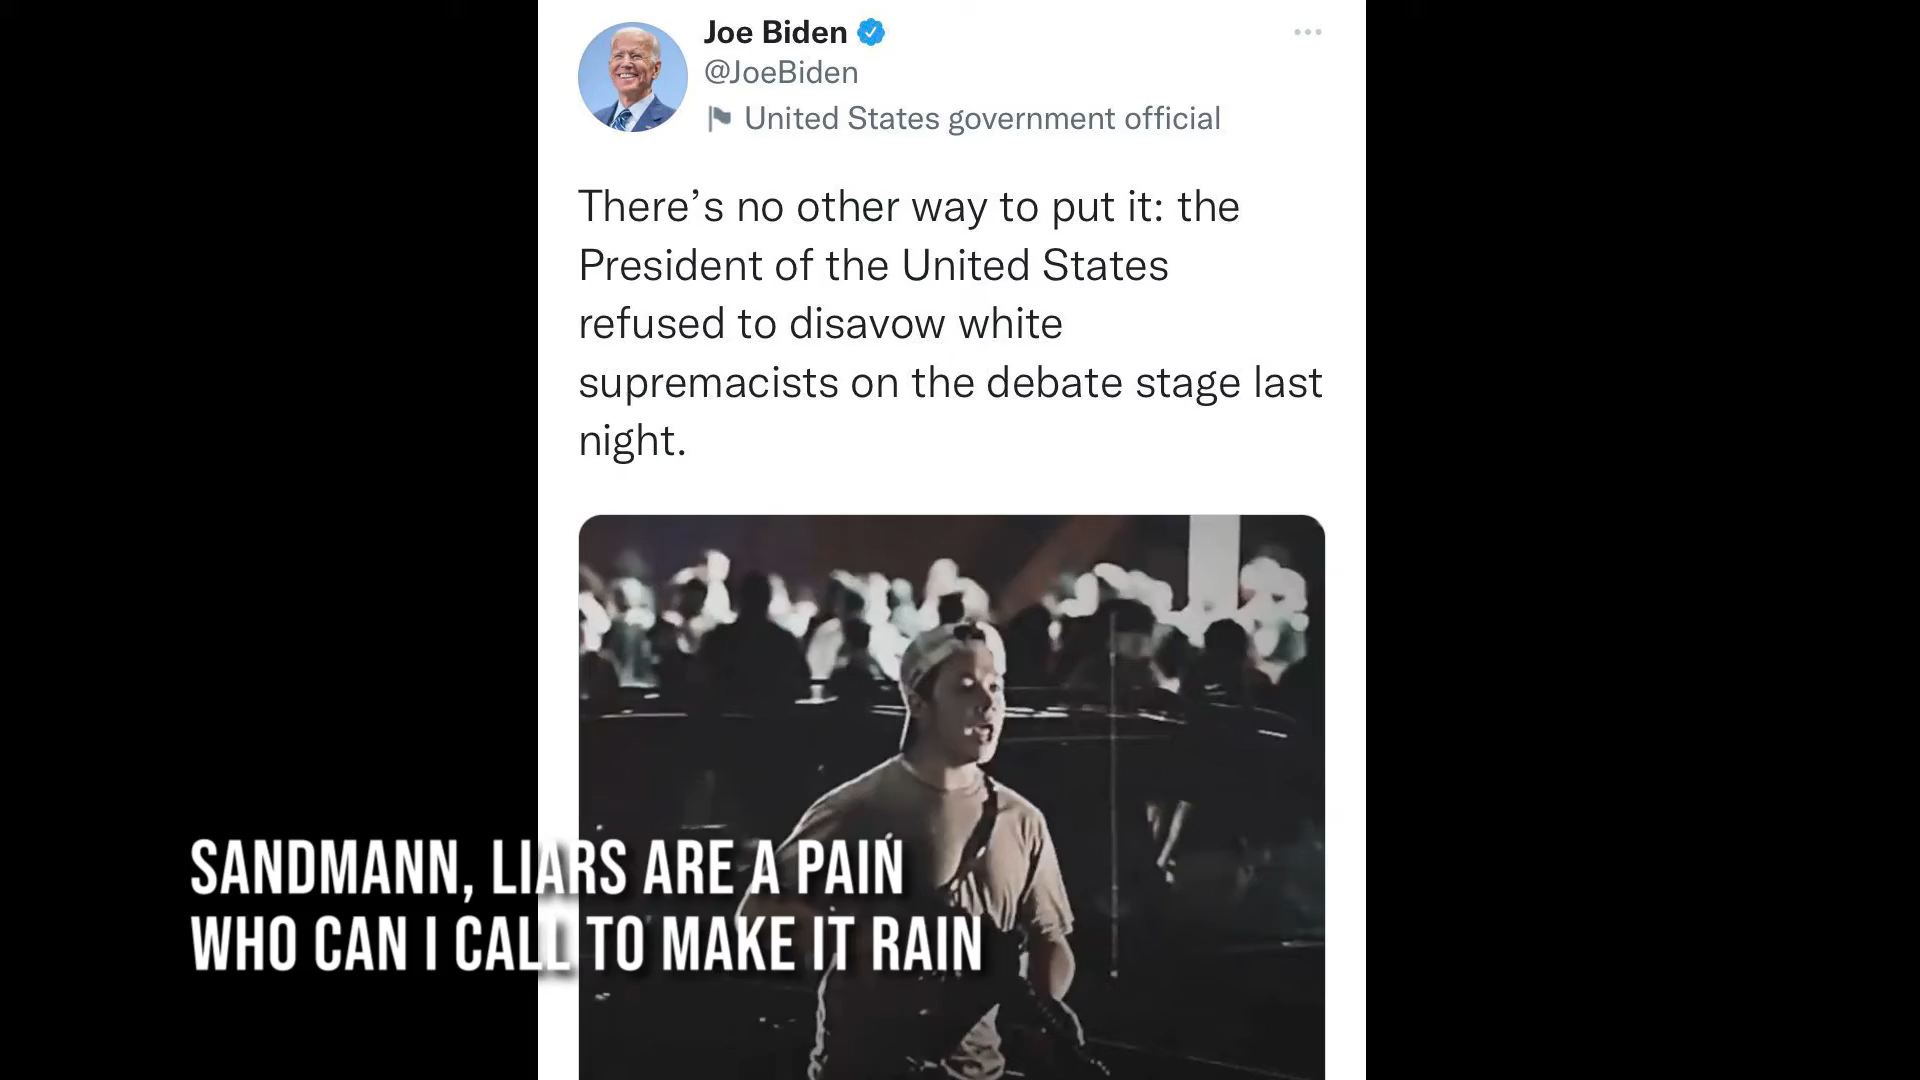 Joe Biden
@JoeBiden
United States government official
There’s no other way to put it: the
President of the United States
refused to disavow white
supremacists on the debate stage last
night.
SANDMANN, LIARS ARE A PAIN
WHO CAN I CALL TO MAKE IT RAIN